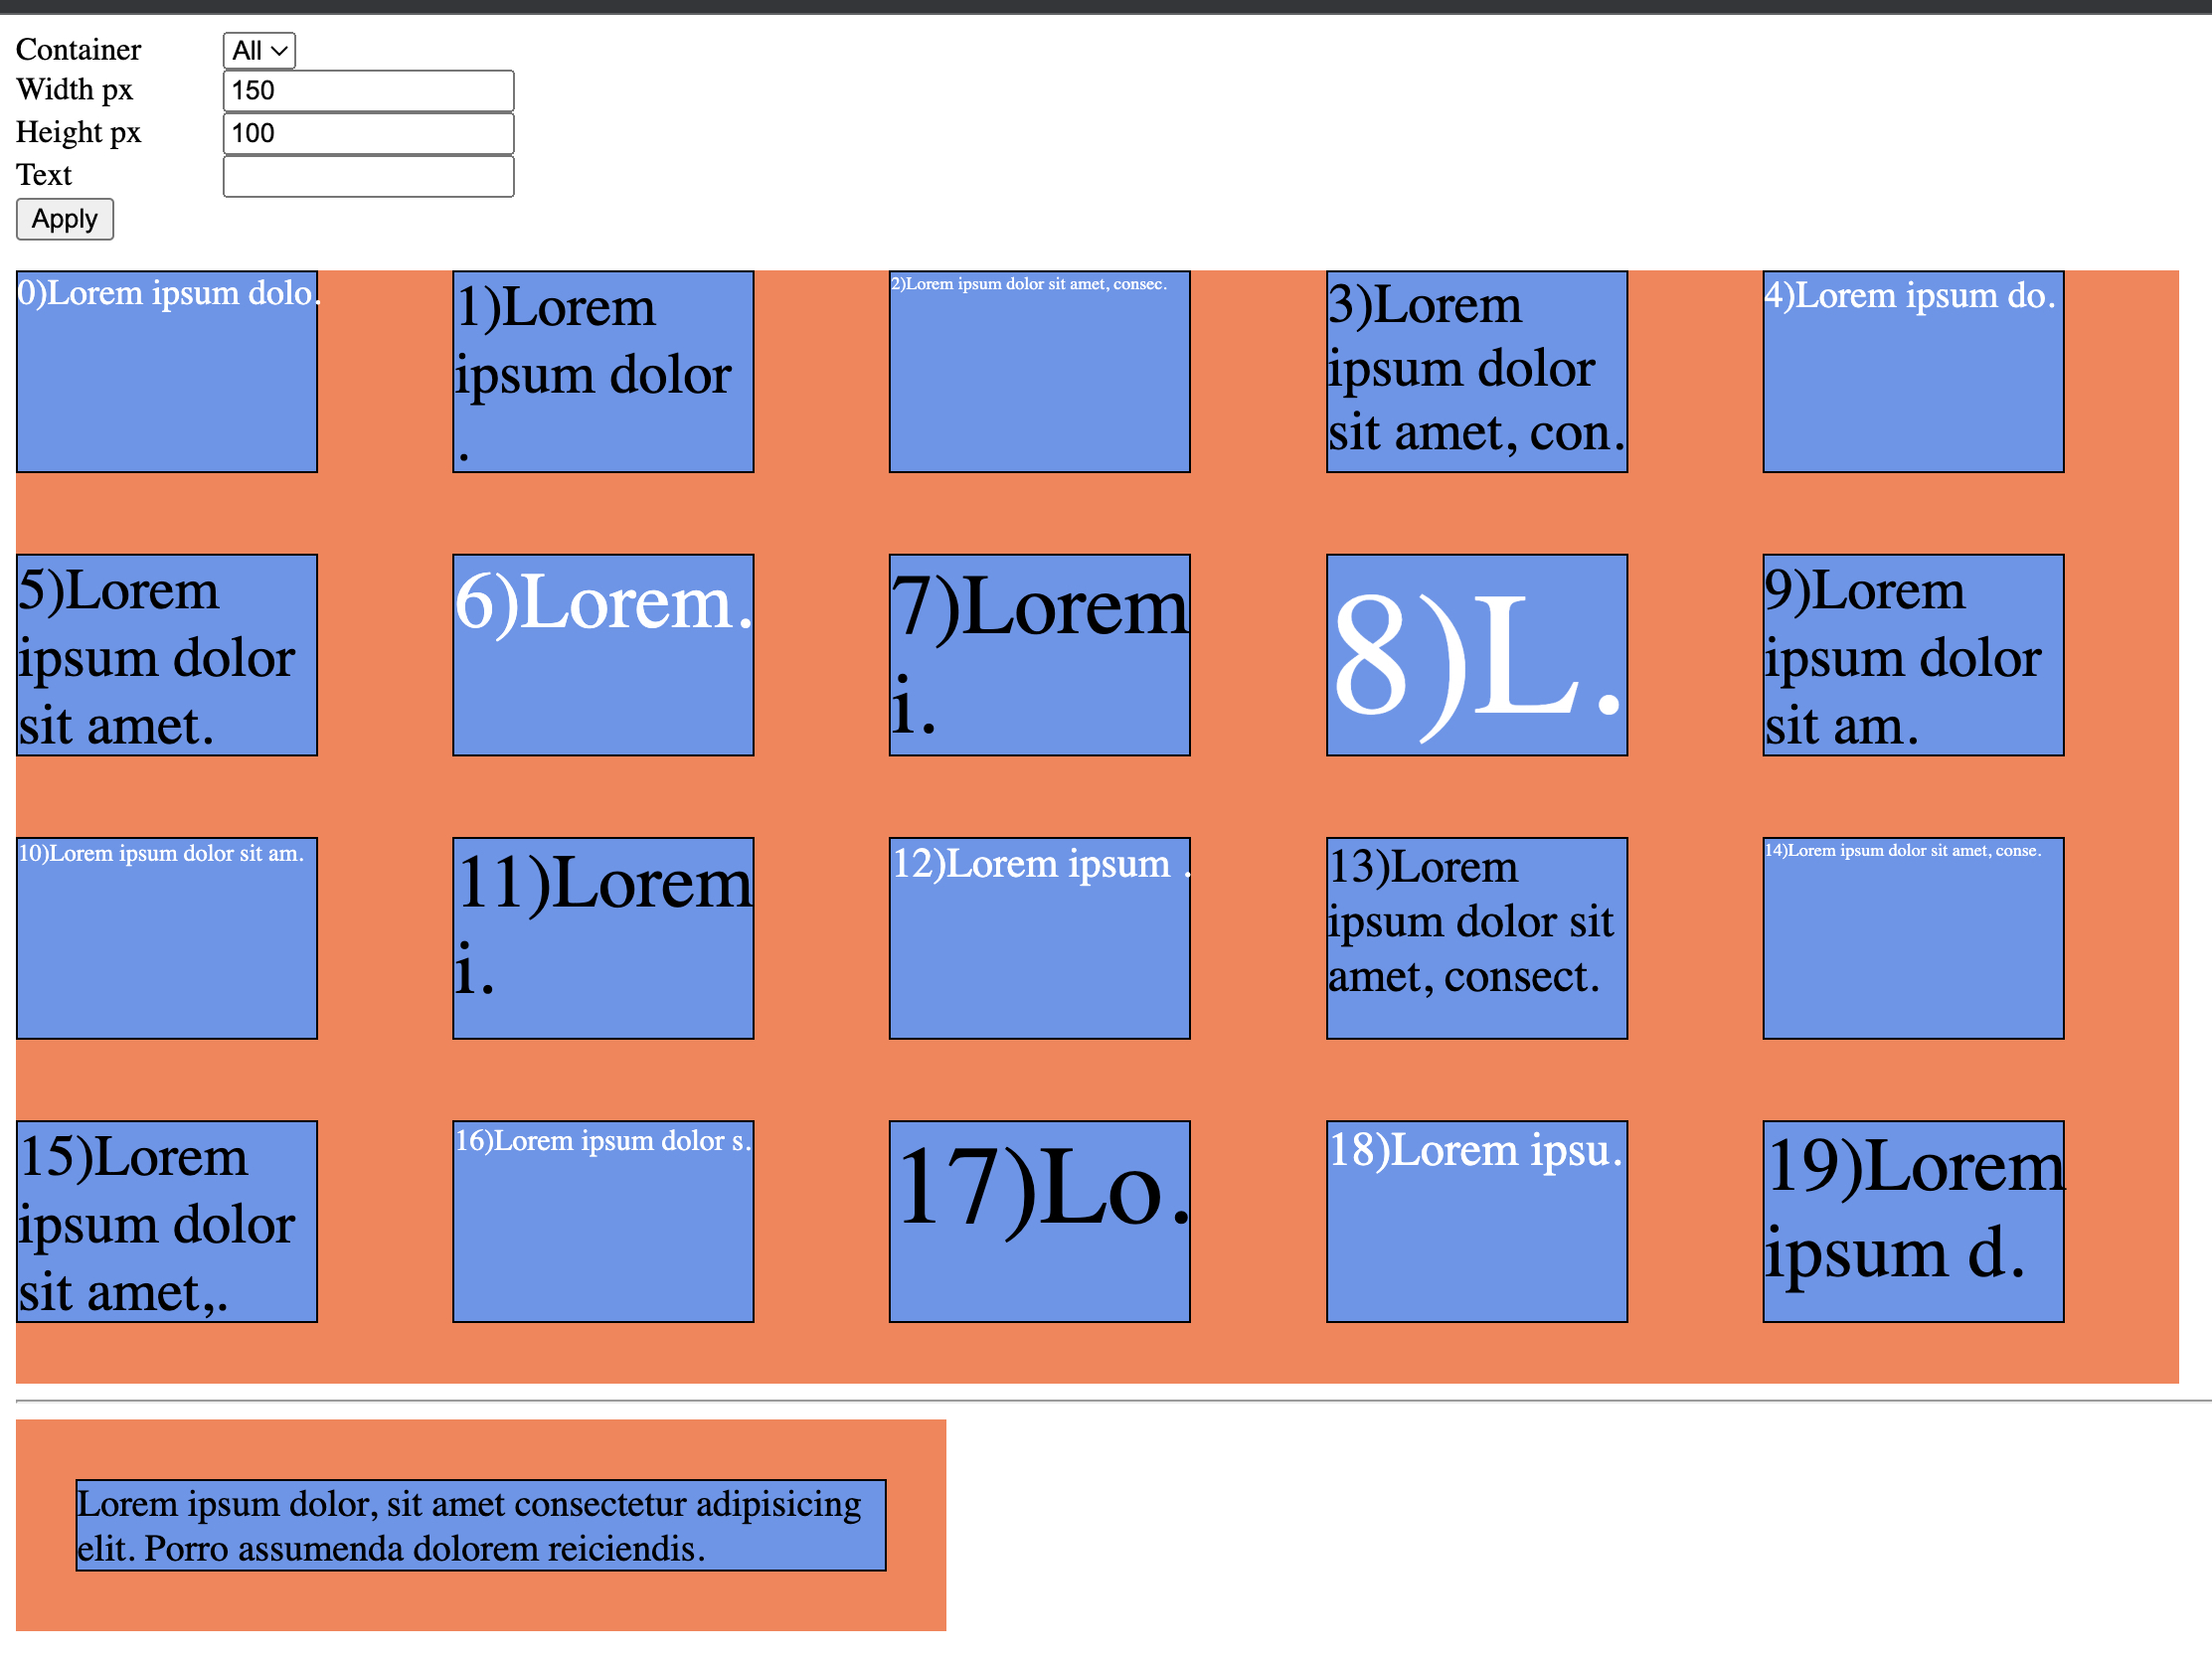 Container All
Width px 150
Height px 100
Text
Apply
0)Lorem ipsum dolo.
1)Lorem
ipsum dolor
.
2)Lorem ipsum dolor sit amet, consec.
3)Lorem
ipsum dolor
sit amet, con.
4)Lorem ipsum do.
5)Lorem
ipsum dolor
sit amet.
6)Lorem.
7)Lorem
i.
8)L.
9)Lorem
ipsum dolor
sit am.
10)Lorem ipsum dolor sit am.
11)Lorem
i.
12)Lorem ipsum .
13)Lorem
ipsum dolor sit
amet, consect.
14)Lorem ipsum dolor sit amet, conse.
15)Lorem
ipsum dolor
sit amet,.
16)Lorem ipsum dolor s.
17)Lo.
18)Lorem ipsu.
19)Lorem
ipsum d.
Lorem ipsum dolor, sit amet consectetur adipisicing
elit. Porro assumenda dolorem reiciendis.